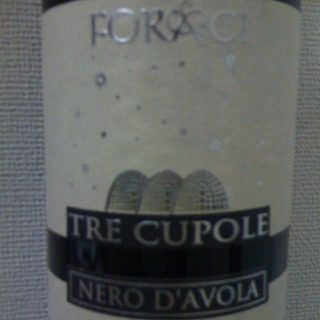 FORACI
TRE CUPOLE
NERO D'AVOLA